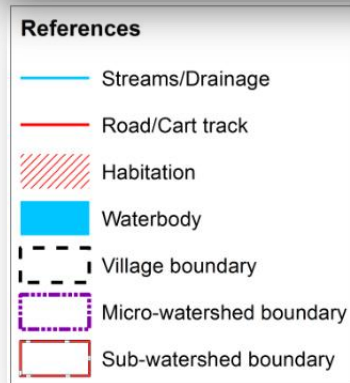 References
Streams/Drainage
Road/Cart track
Habitation
Waterbody
Village boundary
Micro-watershed boundary
Sub-watershed boundary